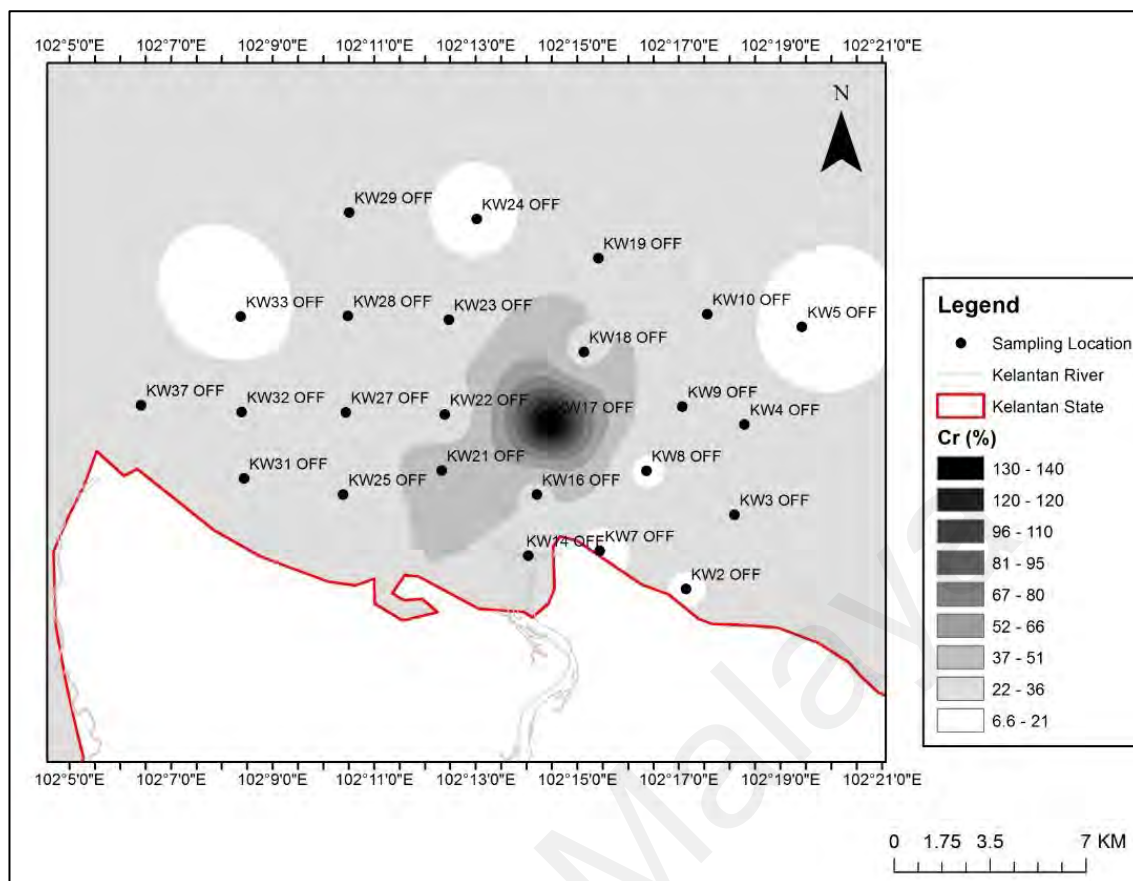 102°5'0"E 102°7'0"E 102°9'0"E 102°11'0"E 102°13'0"E 102°15'0"E 102°17'0"E 102°19'0"E 102°21'0"E
N
KW29 OFF
KW24 OFF
KW19 OFF
KW33 OFF
KW28 OFF
KW23 OFF
KW10 OFF
KW5 OFF
KW18 OFF
KW37 OFF
KW32 OFF
KW27 OFF
KW22 OFF
KW17 OFF
KW9 OFF
KW4 OFF
KW31 OFF
KW25 OFF
KW21 OFF
KW16 OFF
KW8 OFF
KW3 OFF
KW14 OFF
KW7 OFF
KW2 OFF
102°5'0"E 102°7'0"E 102°9'0"E 102°11'0"E 102°13'0"E 102°15'0"E 102°17'0"E 102°19'0"E 102°21'0"E
Legend
Sampling Location
Kelantan River
Kelantan State
Cr (%)
130 - 140
120 - 120
96 - 110
81 - 95
67 - 80
52 - 66
37 - 51
22 - 36
6.6 - 21
0 1.75 3.5 7 KM
Malaya